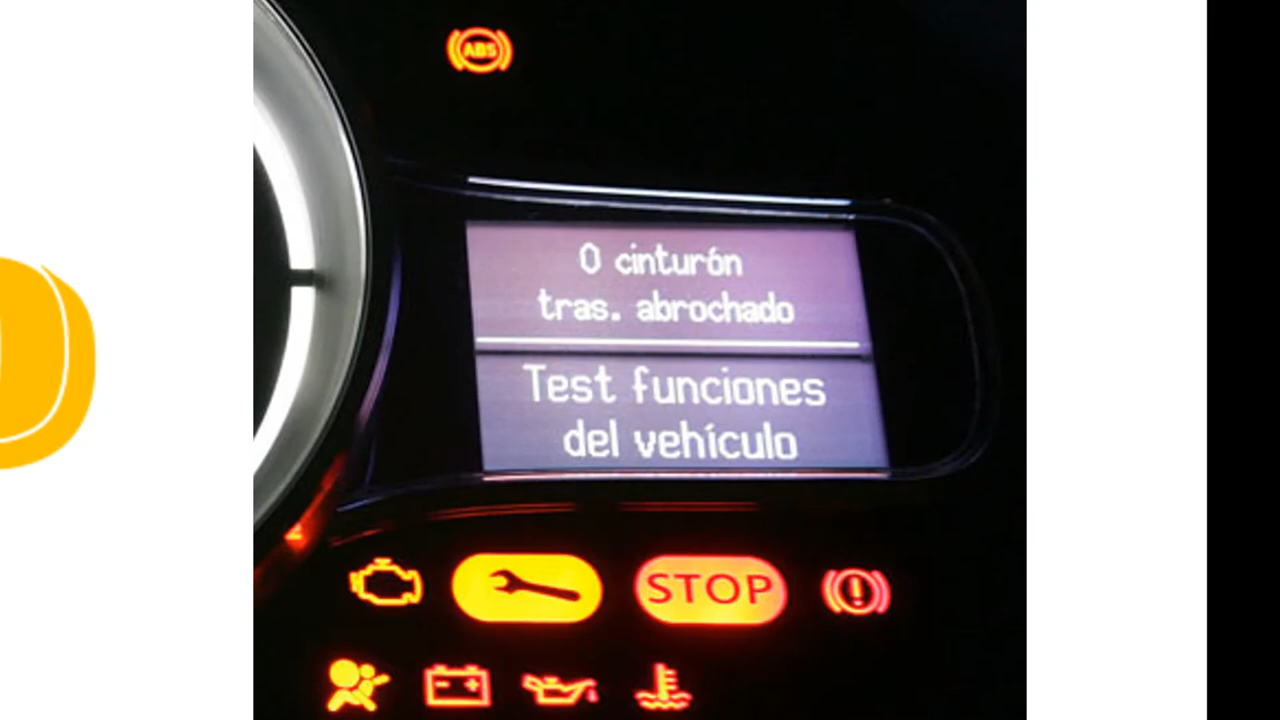 ABS
0 cinturón
tras. abrochado
Test funciones
del vehículo
STOP